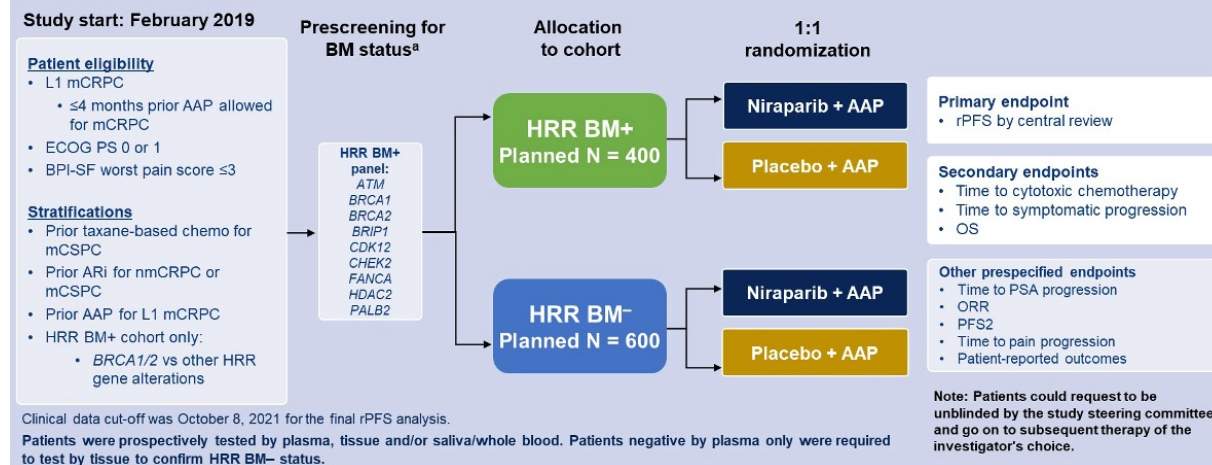 Study start: February 2019
Patient eligibility
• L1 mCRPC
• ≤4 months prior AAP allowed
for mCRPC
• ECOG PS 0 or 1
• BPI-SF worst pain score ≤3
Stratifications
• Prior taxane-based chemo for
mCSPC
• Prior ARi for nmCRPC or
mCSPC
• Prior AAP for L1 mCRPC
• HRR BM+ cohort only:
• BRCA1/2 vs other HRR
gene alterations
Prescreening for
BM statusᵃ
HRR BM+
panel:
ATM
BRCA1
BRCA2
BRIP1
CDK12
CHEK2
FANCA
HDAC2
PALB2
Allocation
to cohort
HRR BM+
Planned N = 400
HRR BM⁻
Planned N = 600
1:1
randomization
Niraparib + AAP
Placebo + AAP
Niraparib + AAP
Placebo + AAP
Primary endpoint
• rPFS by central review
Secondary endpoints
• Time to cytotoxic chemotherapy
• Time to symptomatic progression
• OS
Other prespecified endpoints
• Time to PSA progression
• ORR
• PFS2
• Time to pain progression
• Patient-reported outcomes
Note: Patients could request to be
unblinded by the study steering committee
and go on to subsequent therapy of the
investigator's choice.
Clinical data cut-off was October 8, 2021 for the final rPFS analysis.
Patients were prospectively tested by plasma, tissue and/or saliva/whole blood. Patients negative by plasma only were required
to test by tissue to confirm HRR BM– status.